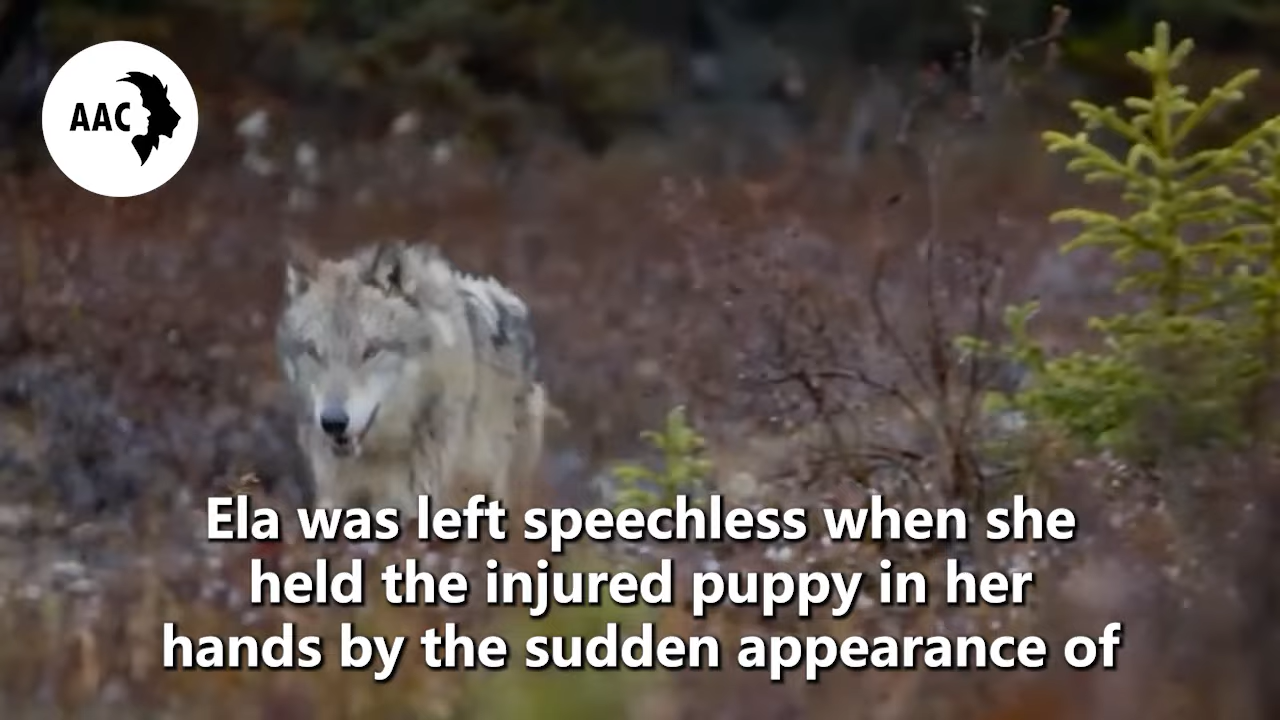 AAC
Ela was left speechless when she
held the injured puppy in her
hands by the sudden appearance of